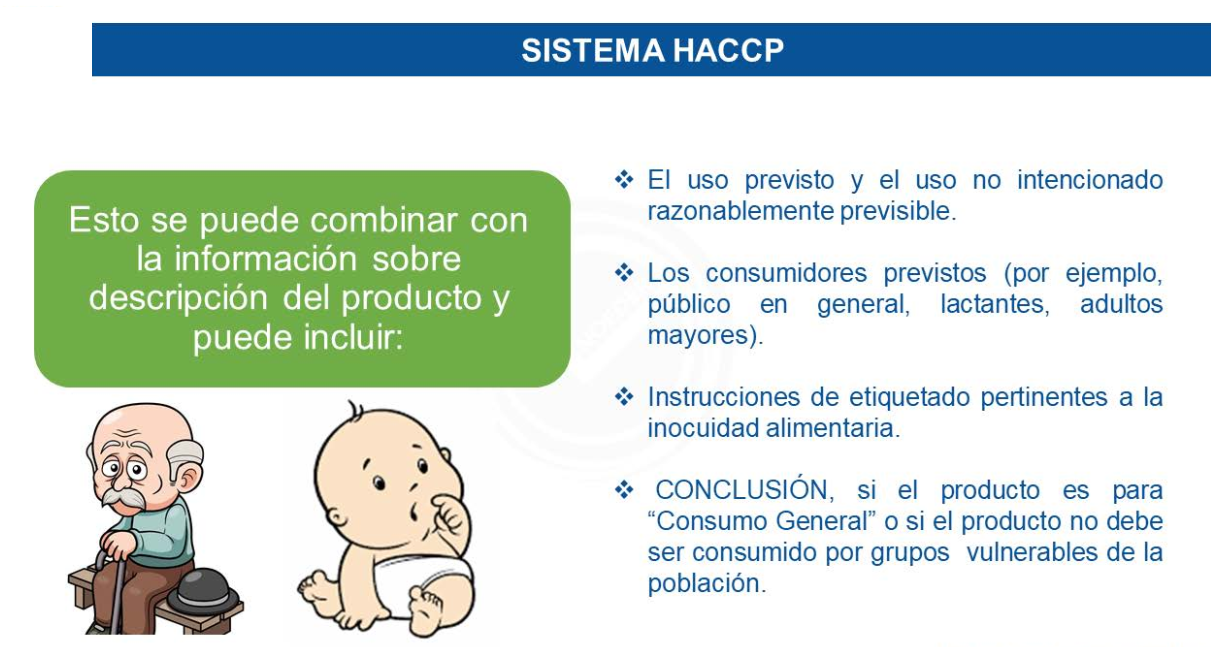 SISTEMA HACCP
Esto se puede combinar con
la información sobre
descripción del producto y
puede incluir:
❖ El uso previsto y el uso no intencionado
razonablemente previsible.
❖ Los consumidores previstos (por ejemplo,
público en general, lactantes, adultos
mayores).
❖ Instrucciones de etiquetado pertinentes a la
inocuidad alimentaria.
❖ CONCLUSIÓN, si el producto es para
“Consumo General” o si el producto no debe
ser consumido por grupos vulnerables de la
población.